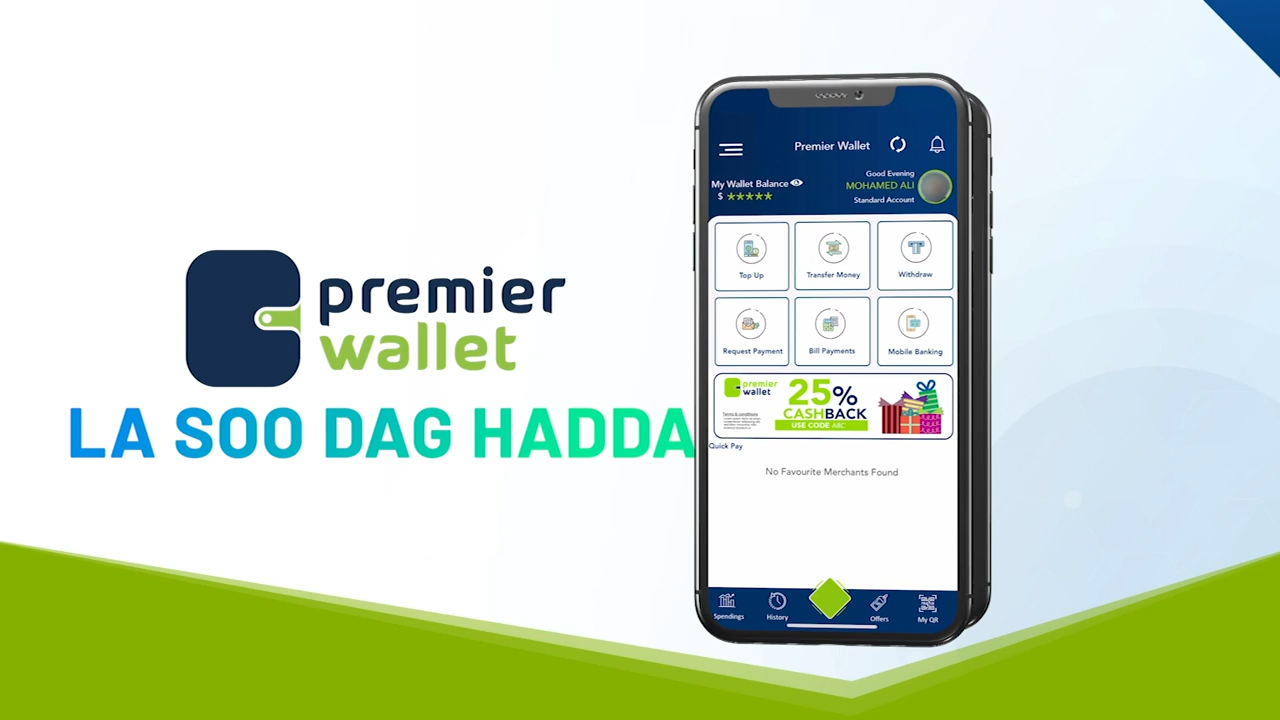 premier
wallet
LA SOO DAG HADDA
Premier Wallet
My Wallet Balance
$ *****
Good Evening
MOHAMED ALI
Standard Account
Top Up
Transfer Money
Withdraw
Request Payment
Bill Payments
Mobile Banking
premier
wallet
Terms & conditions
25%
CASHBACK
USE CODE ABC
Quick Pay
No Favourite Merchants Found
Spendings
History
Offers
My QR